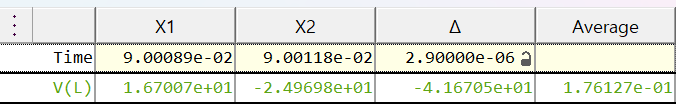 X1 X2 Δ Average
Time 9.00089e-02 9.00118e-02 2.90000e-06
V(L) 1.67007e+01 -2.49698e+01 -4.16705e+01 1.76127e-01